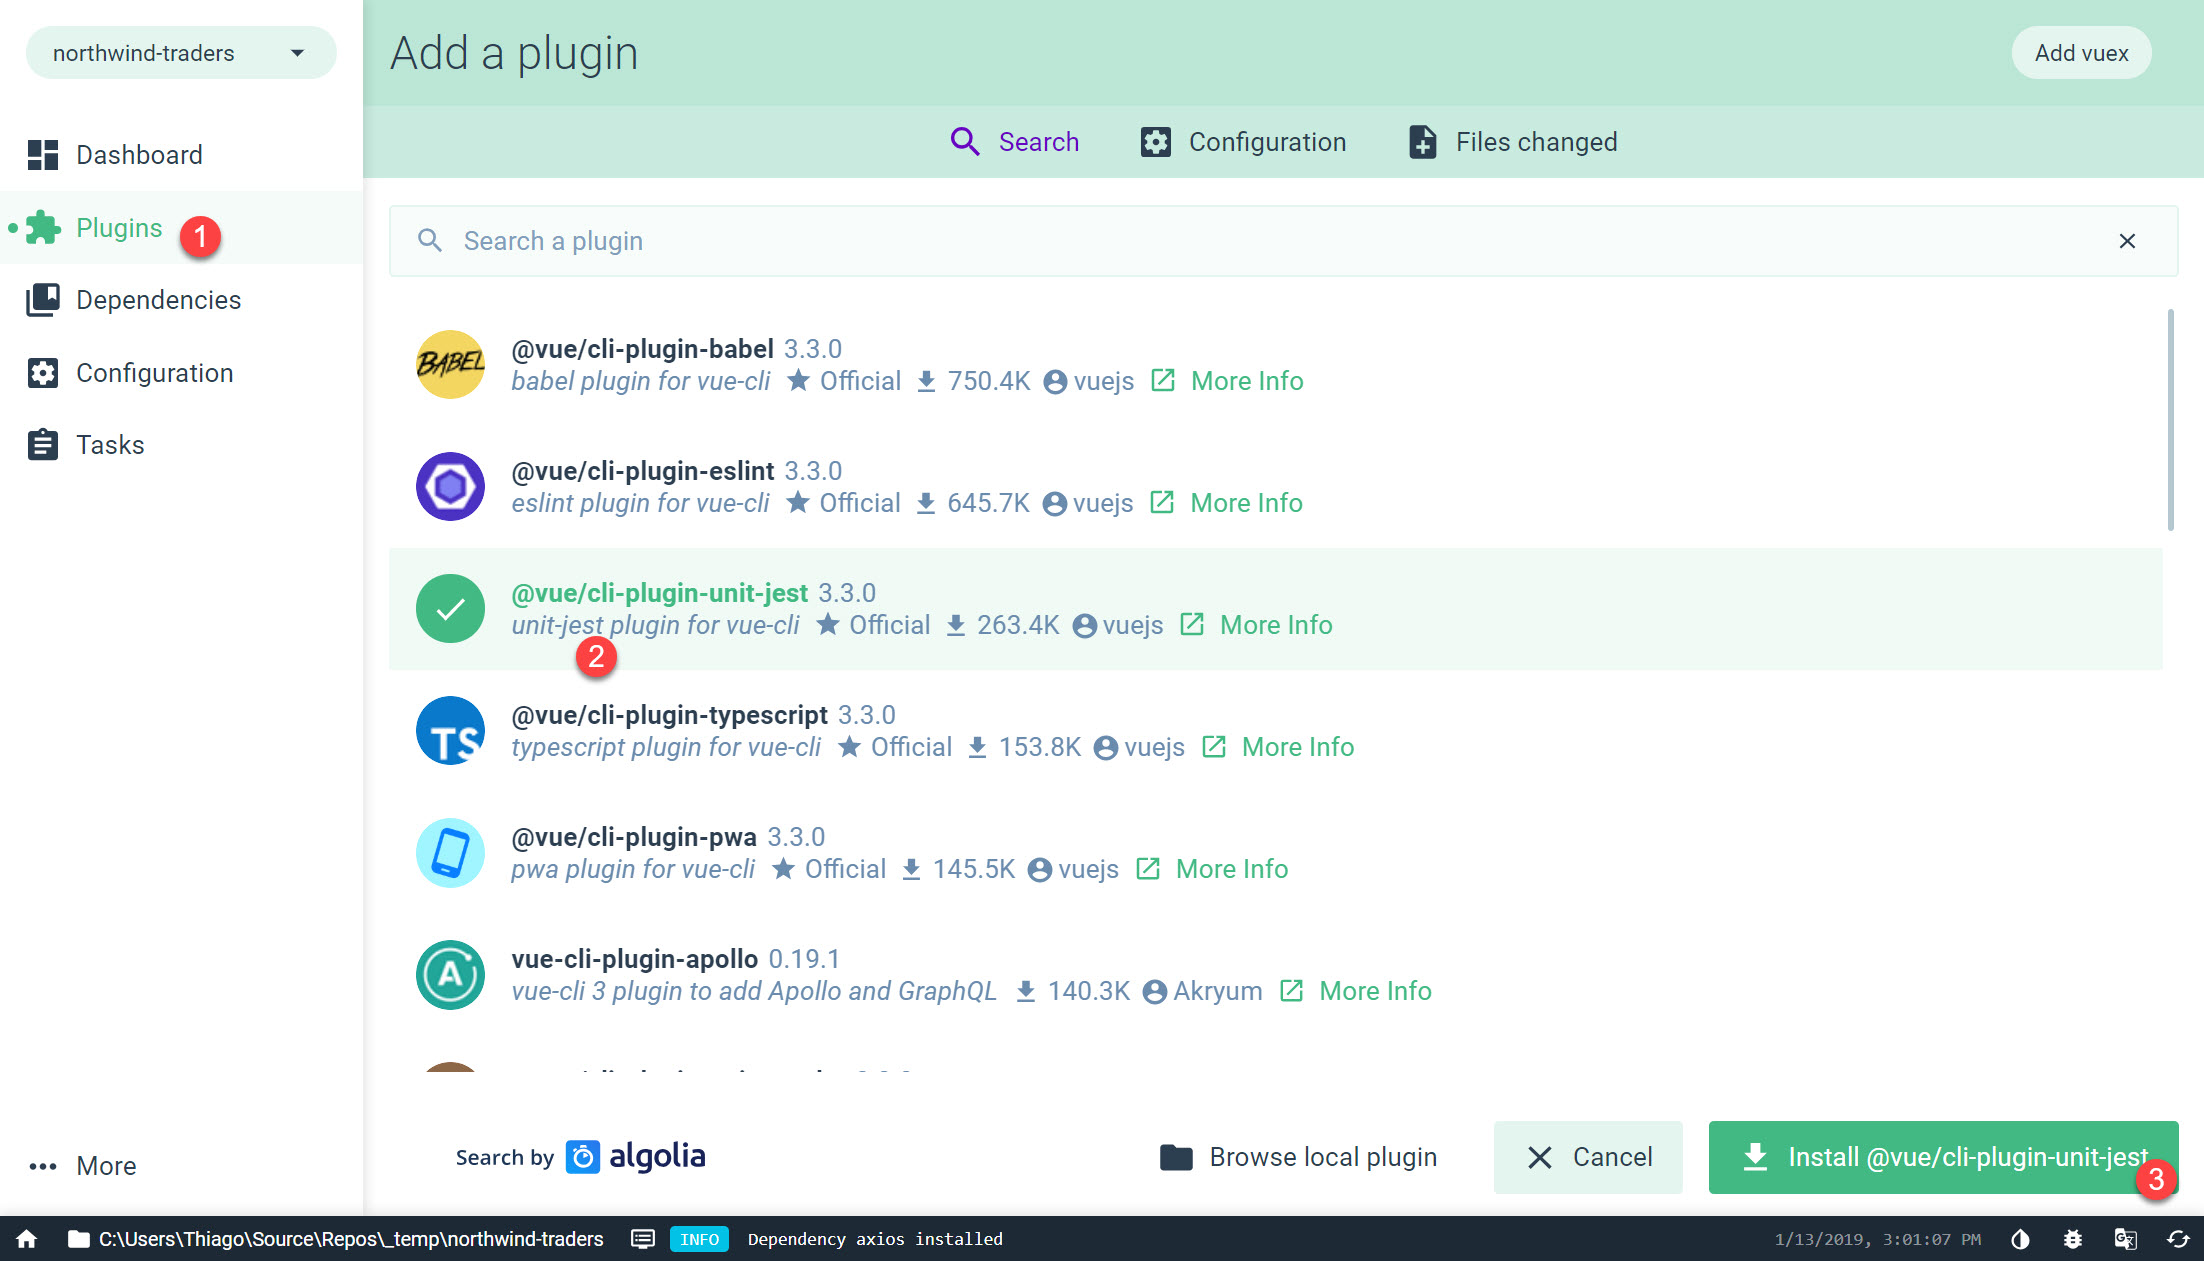 northwind-traders
Add a plugin
Add vuex
Dashboard
Plugins
1
Dependencies
Configuration
Tasks
More
Search
Configuration
Files changed
Search a plugin
BABEL
@vue/cli-plugin-babel 3.3.0
babel plugin for vue-cli Official 750.4K vuejs More Info
@vue/cli-plugin-eslint 3.3.0
eslint plugin for vue-cli Official 645.7K vuejs More Info
@vue/cli-plugin-unit-jest 3.3.0
unit-jest plugin for vue-cli Official 263.4K vuejs More Info
2
TS
@vue/cli-plugin-typescript 3.3.0
typescript plugin for vue-cli Official 153.8K vuejs More Info
@vue/cli-plugin-pwa 3.3.0
pwa plugin for vue-cli Official 145.5K vuejs More Info
A
vue-cli-plugin-apollo 0.19.1
vue-cli 3 plugin to add Apollo and GraphQL 140.3K Akryum More Info
Search by algolia
Browse local plugin
Cancel
Install @vue/cli-plugin-unit-jest
3
C:\Users\Thiago\Source\Repos\_temp\northwind-traders
INFO
Dependency axios installed
1/13/2019, 3:01:07 PM